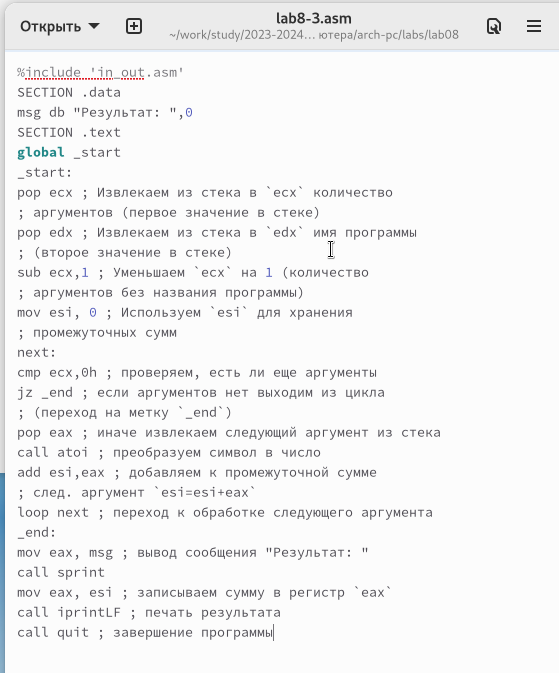 Открыть
lab8-3.asm
~/work/study/2023-2024… ютера/arch-pc/labs/lab08
%include 'in_out.asm'
SECTION .data
msg db "Результат: ",0
SECTION .text
global _start
_start:
pop ecx ; Извлекаем из стека в `ecx` количество
; аргументов (первое значение в стеке)
pop edx ; Извлекаем из стека в `edx` имя программы
; (второе значение в стеке)
sub ecx,1 ; Уменьшаем `ecx` на 1 (количество
; аргументов без названия программы)
mov esi, 0 ; Используем `esi` для хранения
; промежуточных сумм
next:
cmp ecx,0h ; проверяем, есть ли еще аргументы
jz _end ; если аргументов нет выходим из цикла
; (переход на метку `_end`)
pop eax ; иначе извлекаем следующий аргумент из стека
call atoi ; преобразуем символ в число
add esi,eax ; добавляем к промежуточной сумме
; след. аргумент `esi=esi+eax`
loop next ; переход к обработке следующего аргумента
_end:
mov eax, msg ; вывод сообщения "Результат: "
call sprint
mov eax, esi ; записываем сумму в регистр `eax`
call iprintLF ; печать результата
call quit ; завершение программы